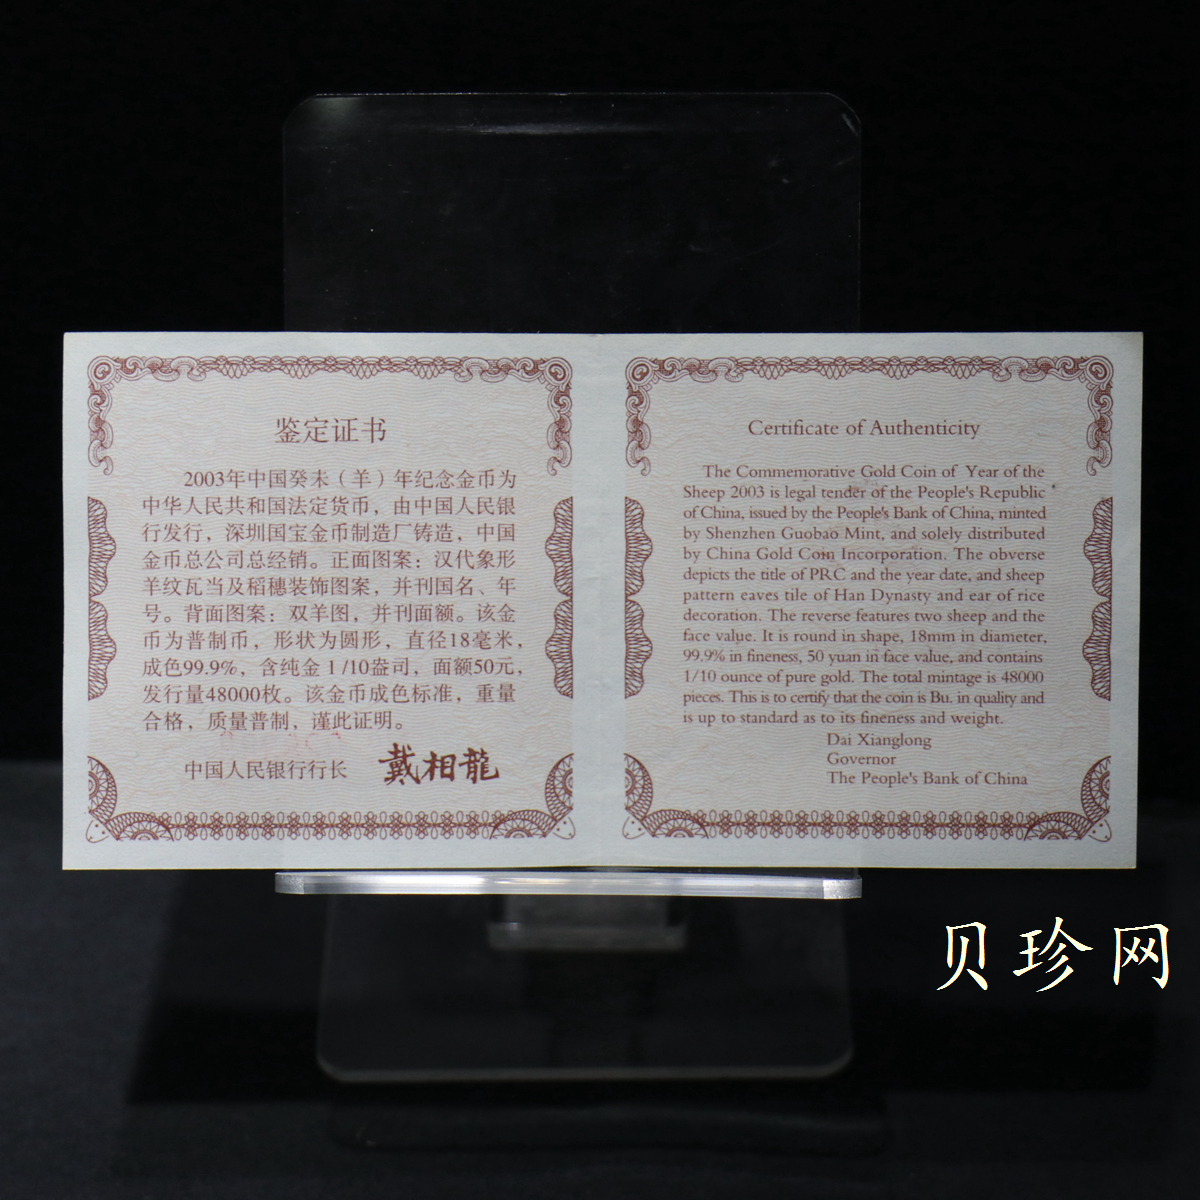 鉴定证书
2003年中国癸未（羊）年纪念金币为
中华人民共和国法定货币，由中国人民银
行发行，深圳国宝金币制造厂铸造，中国
金币总公司总经销。正面图案：汉代象形
羊纹瓦当及稻穗装饰图案，并刊国名、年
号。背面图案：双羊图，并刊面额。该金
币为普制币，形状为圆形，直径18毫米，
成色99.9%，含纯金 1 /10盎司，面额50元，
发行量48000枚。该金币成色标准，重量
合格，质量普制，谨此证明。
中国人民银行行长 戴相龍
Certificate of Authenticity
The Commemorative Gold Coin of Year of the
Sheep 2003 is legal tender of the People's Republic
of China, issued by the People's Bank of China, minted
by Shenzhen Guobao Mint, and solely distributed
by China Gold Coin Incorporation. The obverse
depicts the title of PRC and the year date, and sheep
pattern eaves tile of Han Dynasty and ear of rice
decoration. The reverse features two sheep and the
face value. It is round in shape, 18mm in diameter,
99.9% in fineness, 50 yuan in face value, and contains
1/10 ounce of pure gold. The total mintage is 48000
pieces. This is to certify that the coin is Bu. in quality and
is up to standard as to its fineness and weight.
Dai Xianglong
Governor
The People's Bank of China
贝珍网